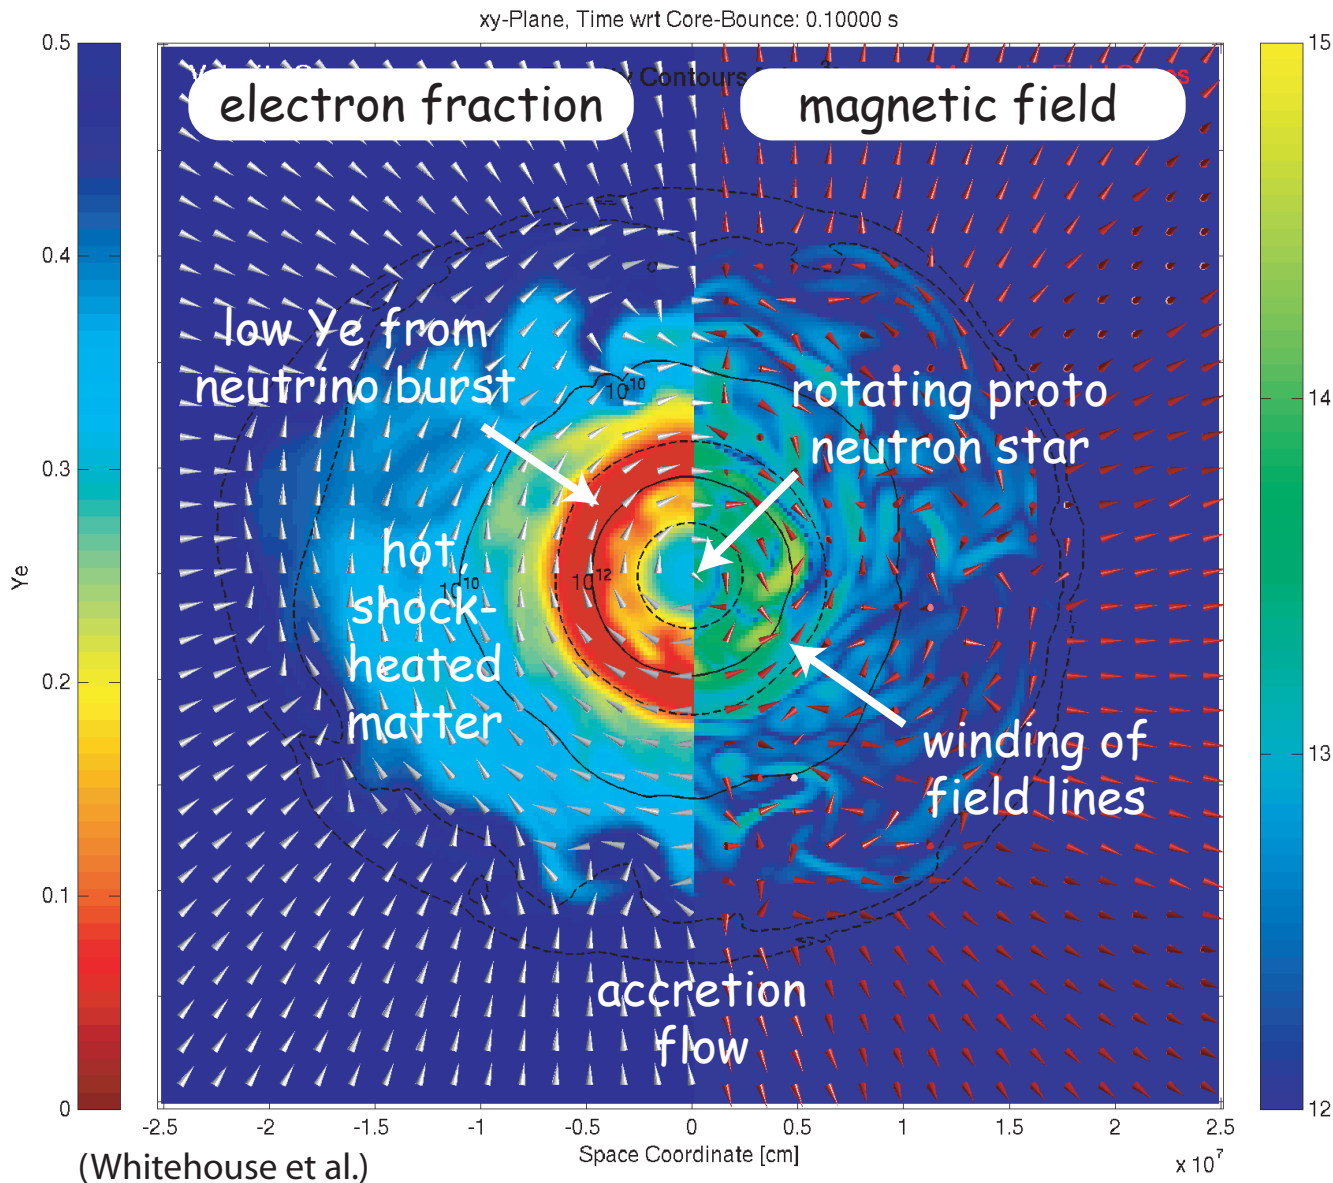 xy-Plane, Time wrt Core-Bounce: 0.10000 s
0.5
0.4
0.3
0.2
0.1
0
Ye
Contours
electron fraction
magnetic field
low Ye from
neutrino burst
rotating proto
neutron star
hot,
shock-
heated
matter
winding of
field lines
accretion
flow
10^10
10^10
10^12
15
14
13
12
-2.5 -2 -1.5 -1 -0.5 0 0.5 1 1.5 2 2.5
Space Coordinate [cm]
x 10^7
(Whitehouse et al.)